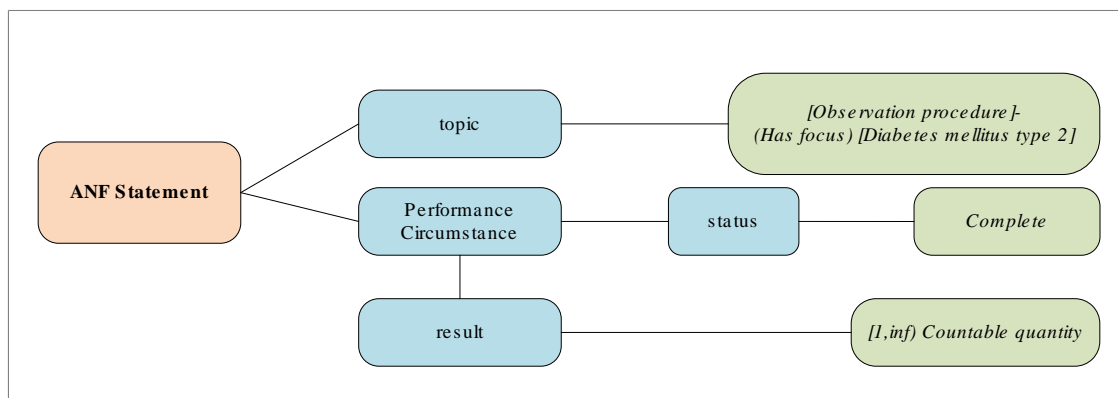 topic
[Observation procedure]-
(Has focus) [Diabetes mellitus type 2]
ANF Statement
Performance
Circumstance
status
Complete
result
[1,inf) Countable quantity